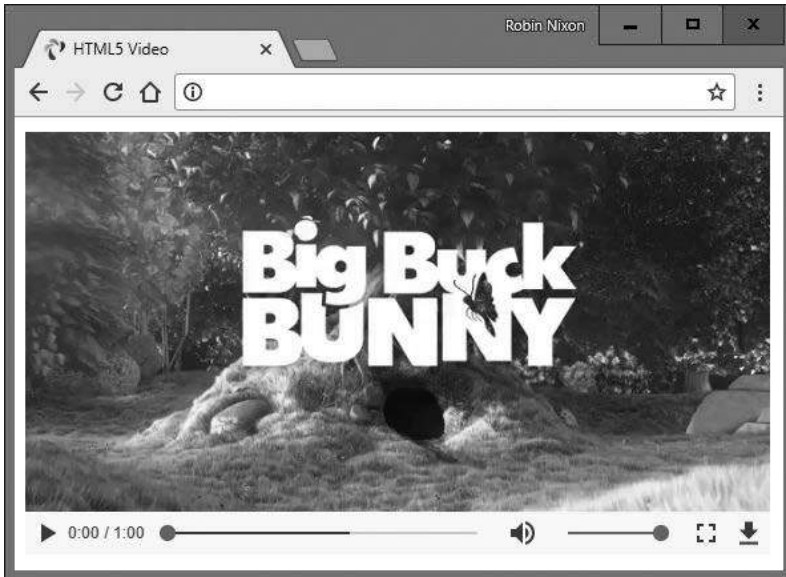 Robin Nixon
HTML5 Video
Big Buck
BUNNY
0:00 / 1:00